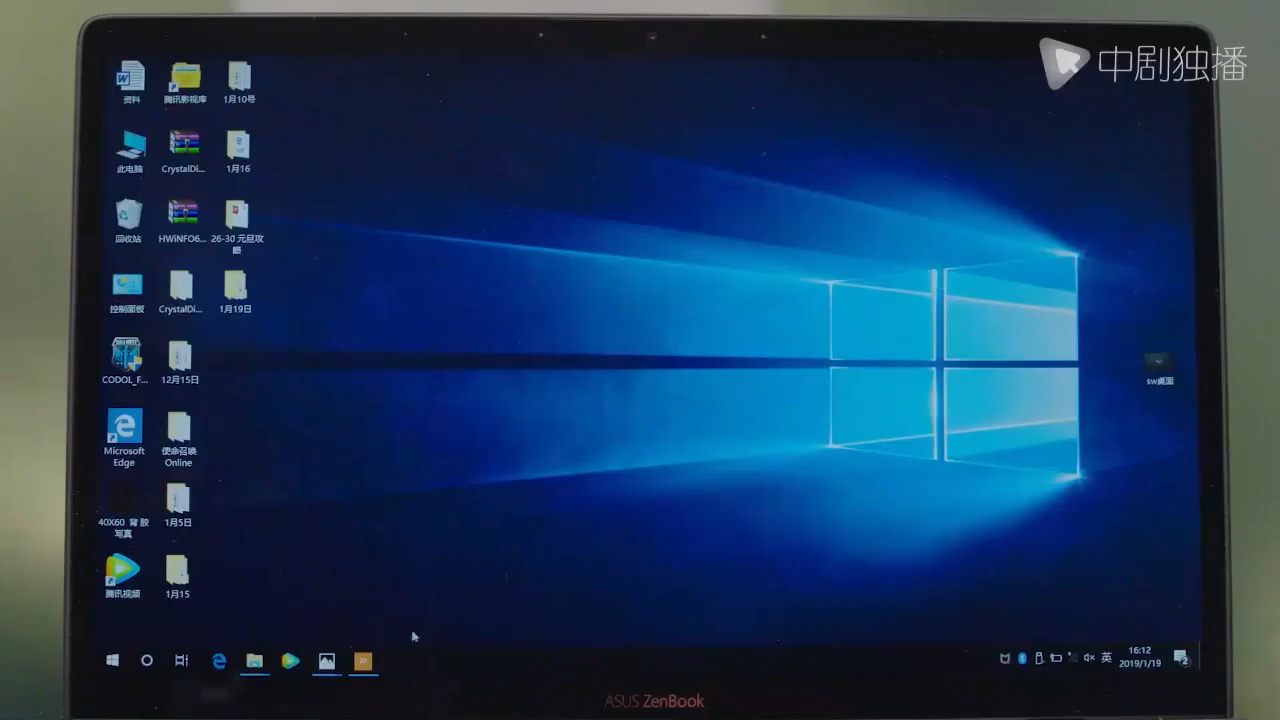 中剧独播
资料
腾讯影视库
1月10号
此电脑
CrystalDi...
1月16
回收站
HWiNFO6...
26-30 元旦攻
略
控制面板
CrystalDi...
1月19日
CODOL_F...
12月15日
Microsoft
Edge
使命召唤
Online
40X60 背胶
写真
1月5日
腾讯视频
1月15
sw桌面
英
16:12
2019/1/19
2
ASUS ZenBook